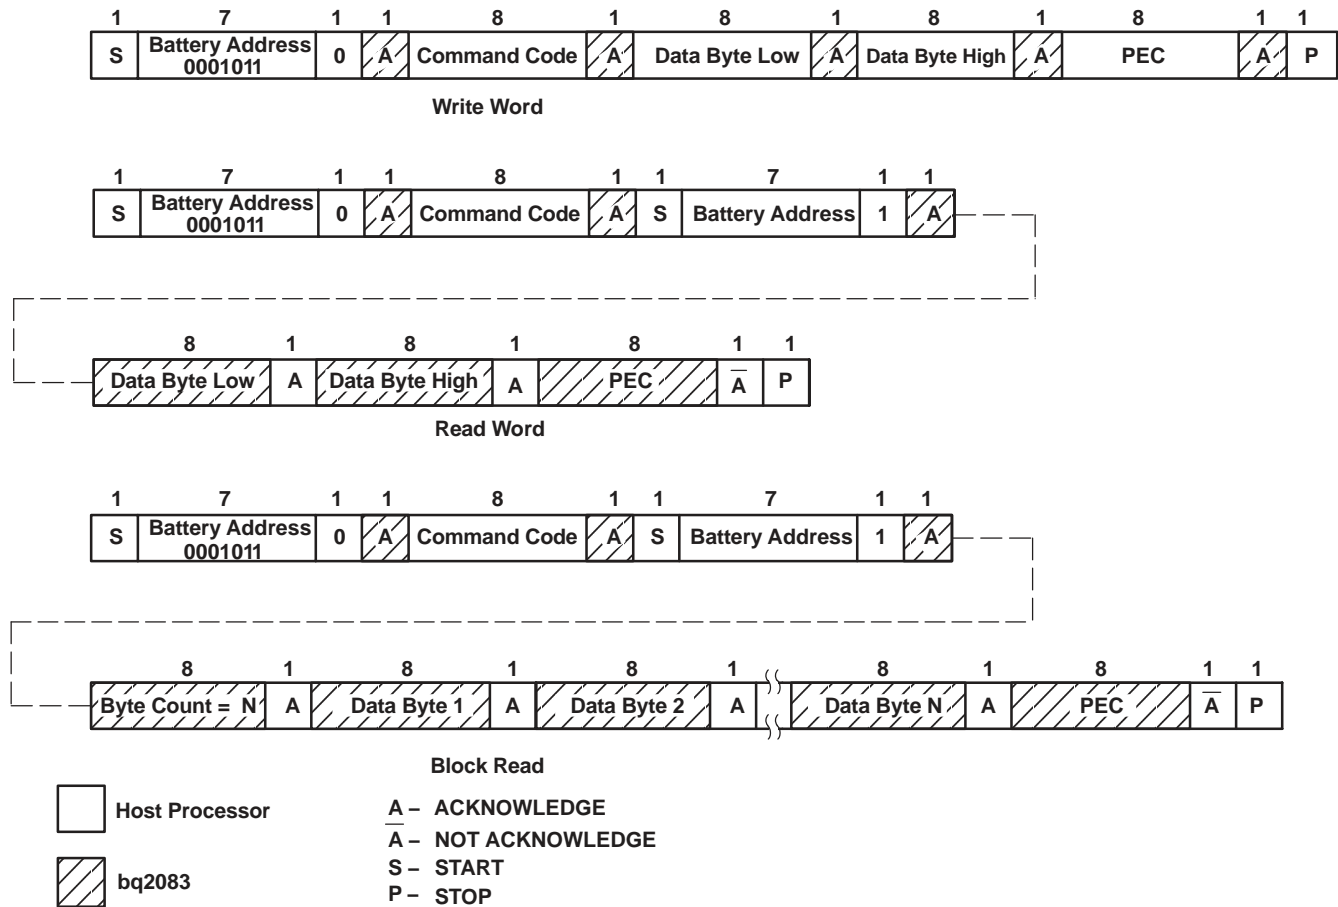 1 7 1 1 8 1 8 1 8 1 8 1 1
S Battery Address 0 A Command Code A Data Byte Low A Data Byte High A PEC A P
0001011
Write Word
1 7 1 1 8 1 1 7 1 1
S Battery Address 0 A Command Code A S Battery Address 1 A
0001011
8 1 8 1 8 1 1
Data Byte Low A Data Byte High A PEC A̅ P
Read Word
1 7 1 1 8 1 1 7 1 1
S Battery Address 0 A Command Code A S Battery Address 1 A
0001011
8 1 8 1 8 1 8 1 8 1 1
Byte Count = N A Data Byte 1 A Data Byte 2 A Data Byte N A PEC A̅ P
Block Read
Host Processor
bq2083
A – ACKNOWLEDGE
A̅ – NOT ACKNOWLEDGE
S – START
P – STOP